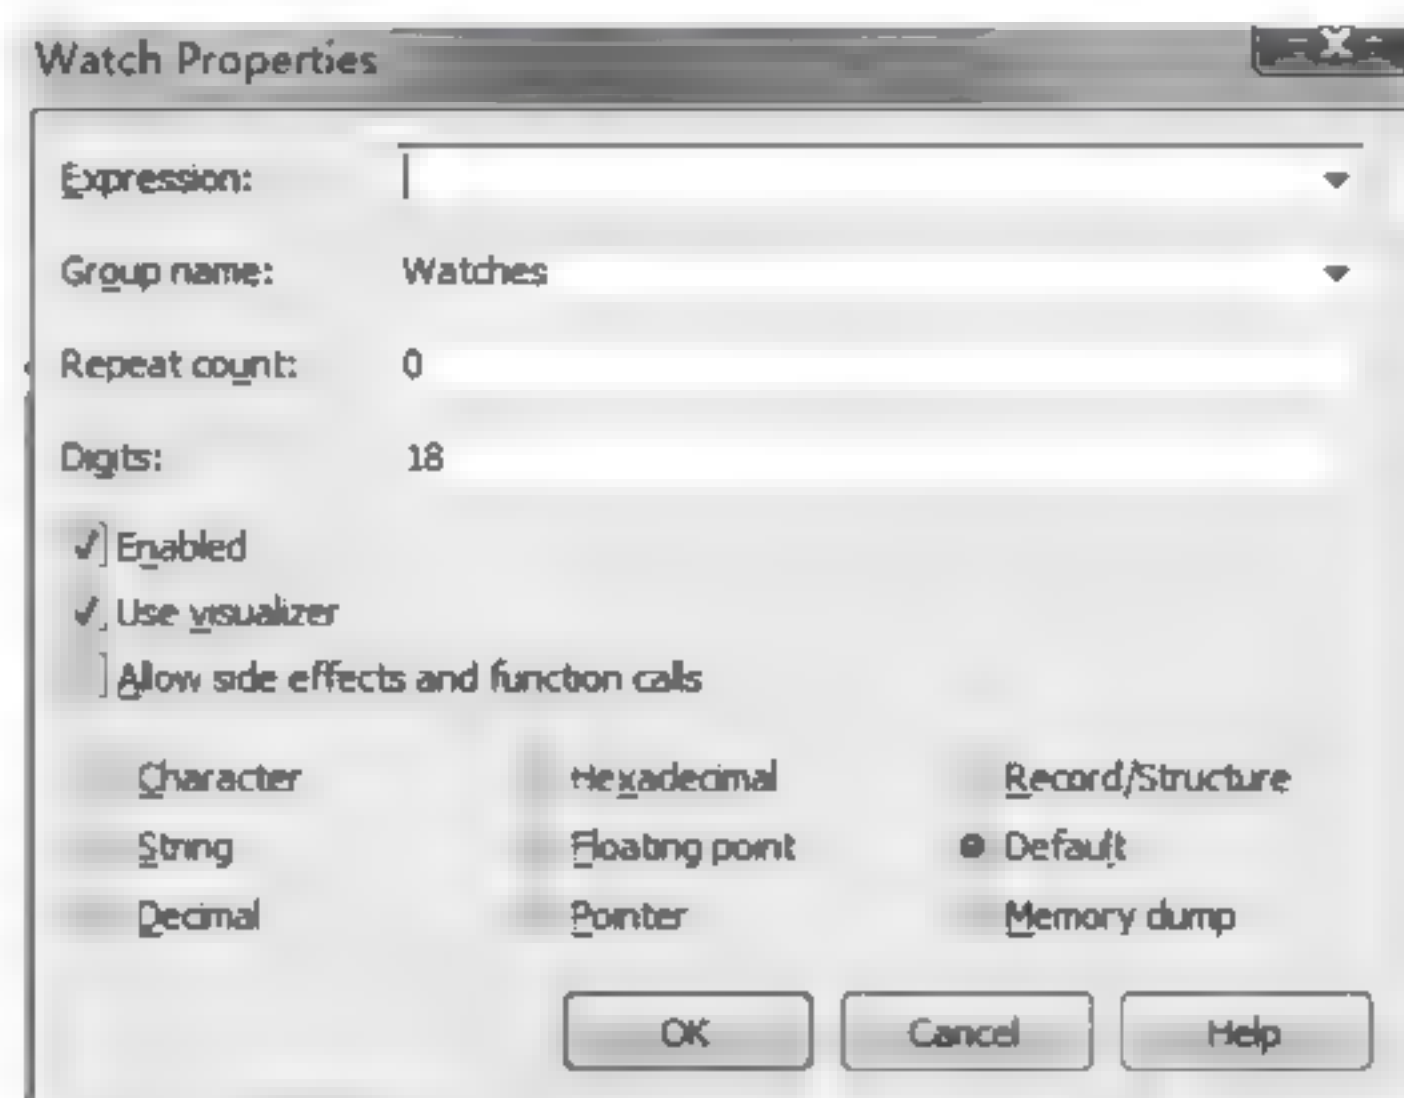 Watch Properties
Expression:
Group name: Watches
Repeat count: 0
Digits: 18
Enabled
Use visualizer
Allow side effects and function calls
Character Hexadecimal Record/Structure
String Floating point Default
Decimal Pointer Memory dump
OK Cancel Help